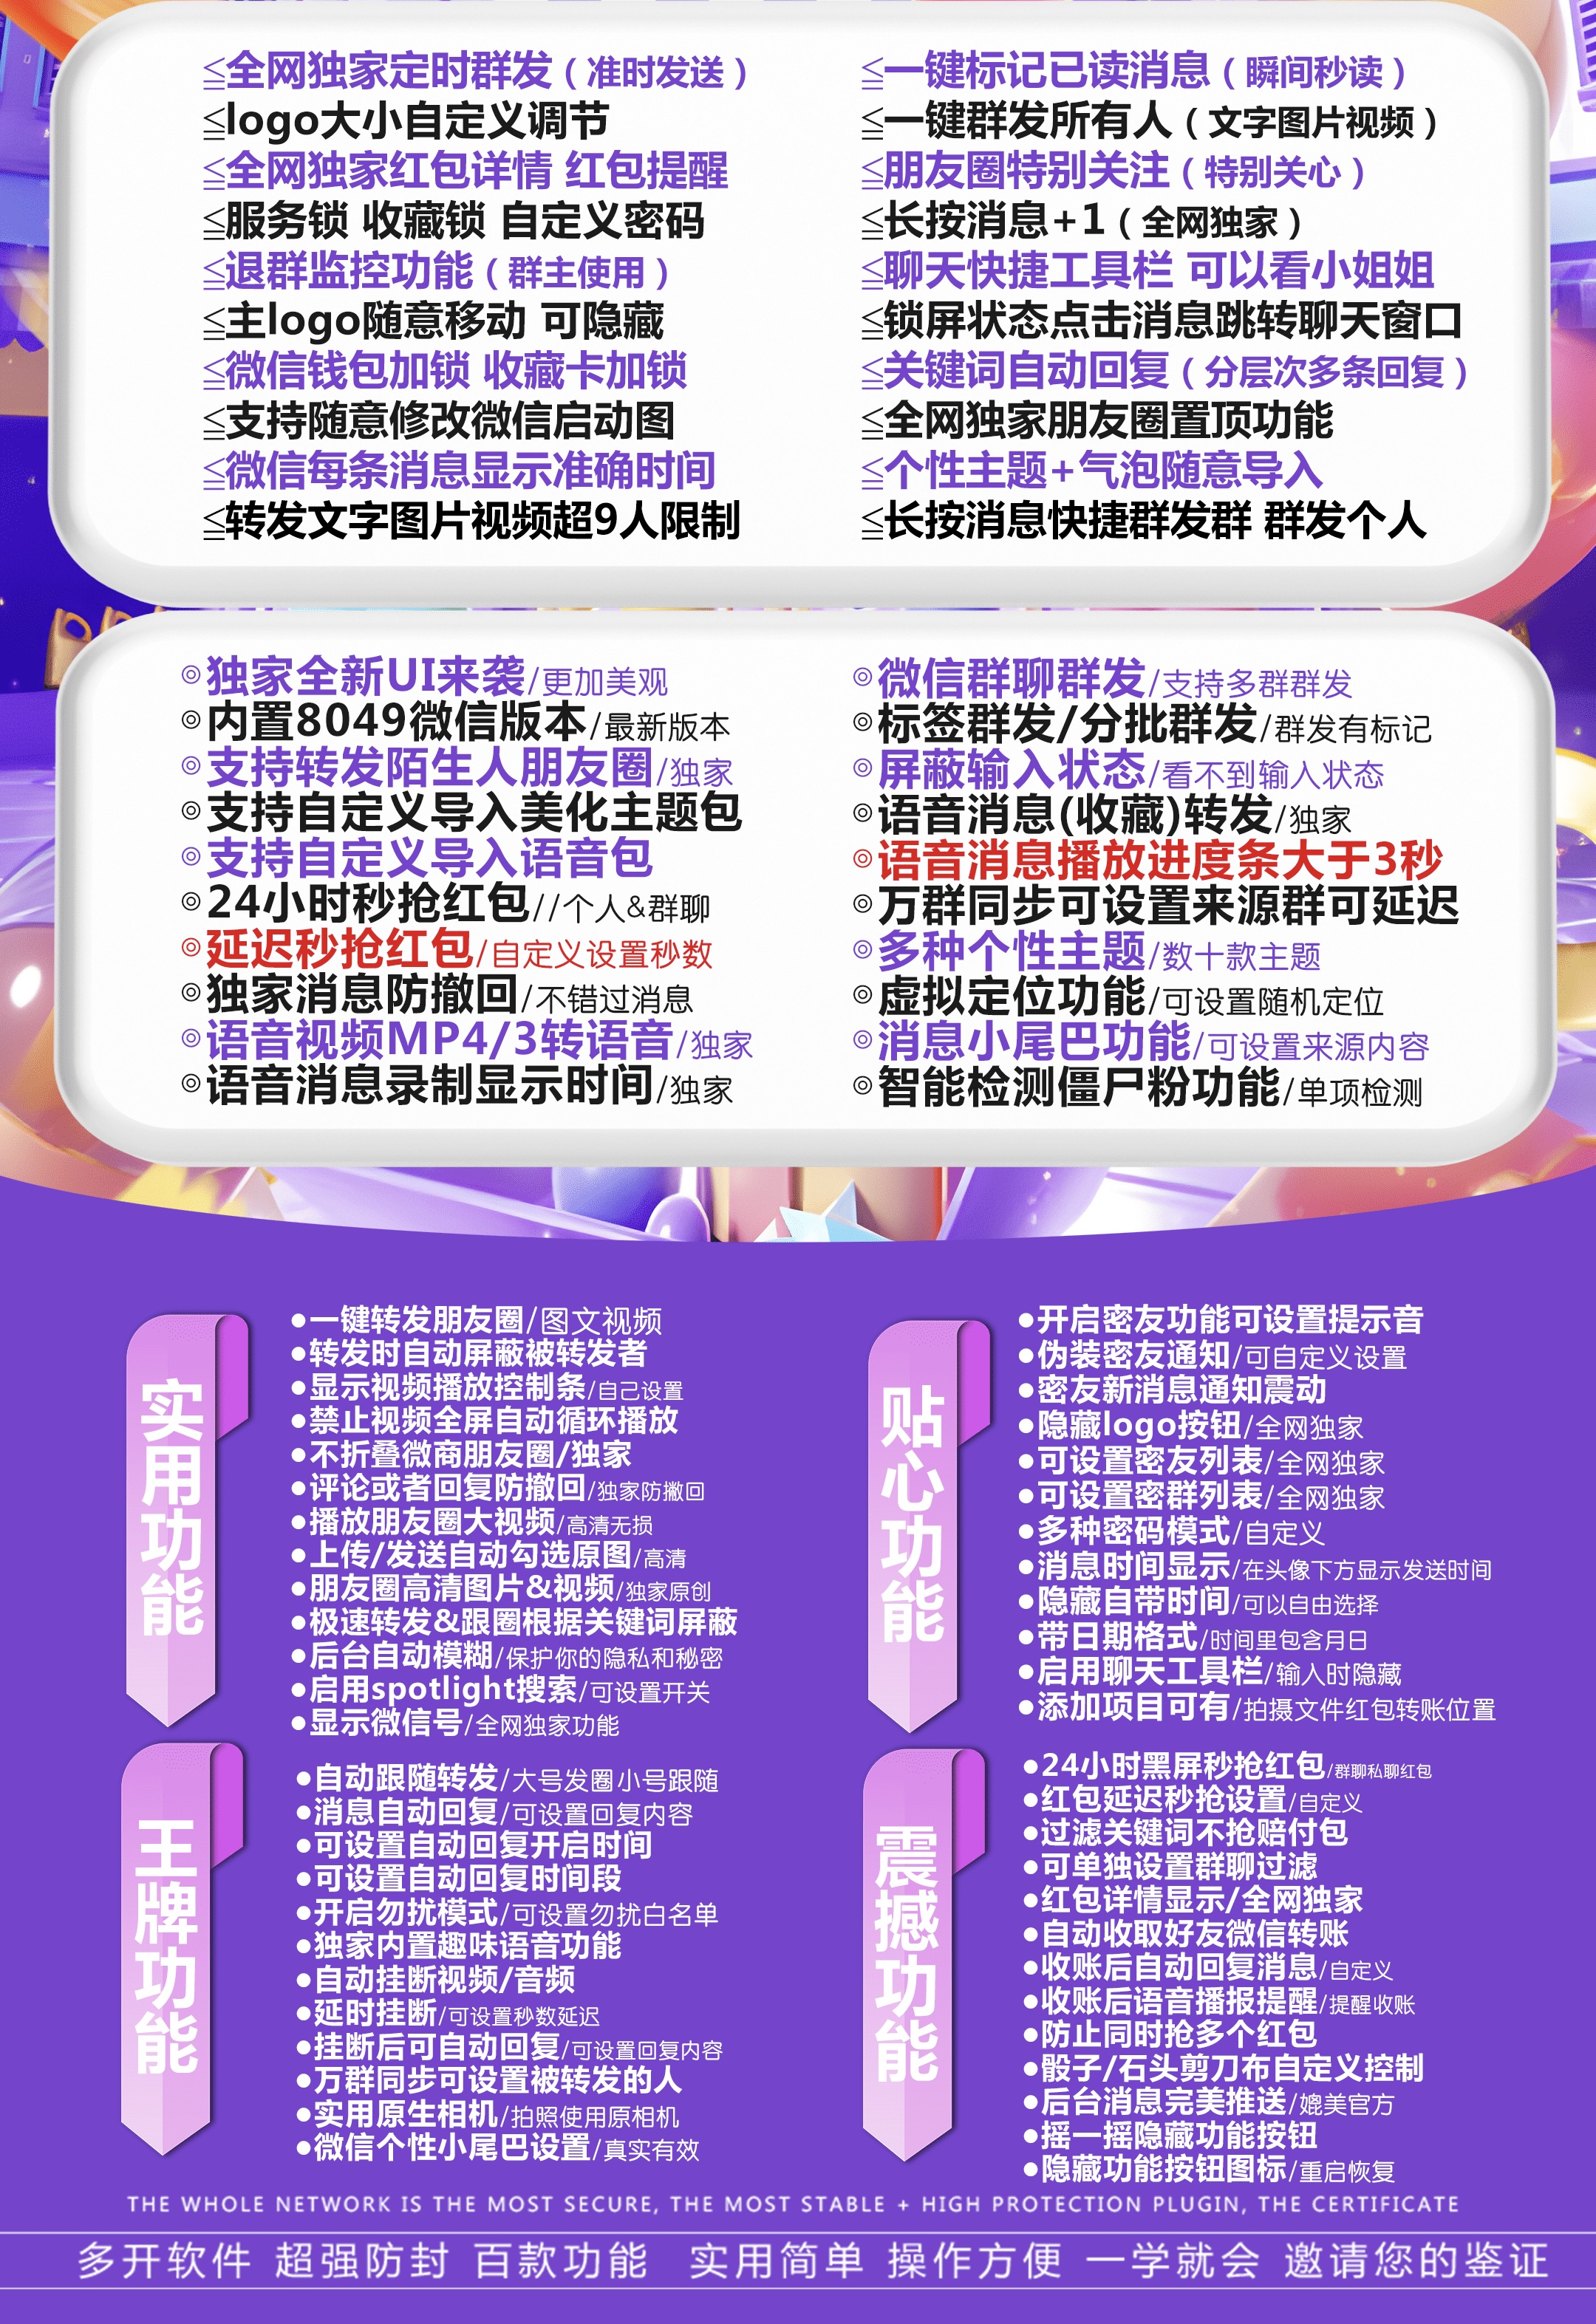 ≦全网独家定时群发（准时发送）
≦logo大小自定义调节
≦全网独家红包详情 红包提醒
≦服务锁 收藏锁 自定义密码
≦退群监控功能（群主使用）
≦主logo随意移动 可隐藏
≦微信钱包加锁 收藏卡加锁
≦支持随意修改微信启动图
≦微信每条消息显示准确时间
≦转发文字图片视频超9人限制
≦一键标记已读消息（瞬间秒读）
≦一键群发所有人（文字图片视频）
≦朋友圈特别关注（特别关心）
≦长按消息+1（全网独家）
≦聊天快捷工具栏 可以看小姐姐
≦锁屏状态点击消息跳转聊天窗口
≦关键词自动回复（分层次多条回复）
≦全网独家朋友圈置顶功能
≦个性主题+气泡随意导入
≦长按消息快捷群发群 群发个人
◎独家全新UI来袭/更加美观
◎内置8049微信版本/最新版本
◎支持转发陌生人朋友圈/独家
◎支持自定义导入美化主题包
◎支持自定义导入语音包
◎24小时秒抢红包//个人&群聊
◎延迟秒抢红包/自定义设置秒数
◎独家消息防撤回/不错过消息
◎语音视频MP4/3转语音/独家
◎语音消息录制显示时间/独家
◎微信群聊群发/支持多群群发
◎标签群发/分批群发/群发有标记
◎屏蔽输入状态/看不到输入状态
◎语音消息(收藏)转发/独家
◎语音消息播放进度条大于3秒
◎万群同步可设置来源群可延迟
◎多种个性主题/数十款主题
◎虚拟定位功能/可设置随机定位
◎消息小尾巴功能/可设置来源内容
◎智能检测僵尸粉功能/单项检测
实用功能
●一键转发朋友圈/图文视频
●转发时自动屏蔽被转发者
●显示视频播放控制条/自己设置
●禁止视频全屏自动循环播放
●不折叠微商朋友圈/独家
●评论或者回复防撤回/独家防撤回
●播放朋友圈大视频/高清无损
●上传/发送自动勾选原图/高清
●朋友圈高清图片&视频/独家原创
●极速转发&跟圈根据关键词屏蔽
●后台自动模糊/保护你的隐私和秘密
●启用spotlight搜索/可设置开关
●显示微信号/全网独家功能
贴心功能
●开启密友功能可设置提示音
●伪装密友通知/可自定义设置
●密友新消息通知震动
●隐藏logo按钮/全网独家
●可设置密友列表/全网独家
●可设置密群列表/全网独家
●多种密码模式/自定义
●消息时间显示/在头像下方显示发送时间
●隐藏自带时间/可以自由选择
●带日期格式/时间里包含月日
●启用聊天工具栏/输入时隐藏
●添加项目可有/拍摄文件红包转账位置
王牌功能
●自动跟随转发/大号发圈小号跟随
●消息自动回复/可设置回复内容
●可设置自动回复开启时间
●可设置自动回复时间段
●开启勿扰模式/可设置勿扰白名单
●独家内置趣味语音功能
●自动挂断视频/音频
●延时挂断/可设置秒数延迟
●挂断后可自动回复/可设置回复内容
●万群同步可设置被转发的人
●实用原生相机/拍照使用原相机
●微信个性小尾巴设置/真实有效
震撼功能
●24小时黑屏秒抢红包/群聊私聊红包
●红包延迟秒抢设置/自定义
●过滤关键词不抢赔付包
●可单独设置群聊过滤
●红包详情显示/全网独家
●自动收取好友微信转账
●收账后自动回复消息/自定义
●收账后语音播报提醒/提醒收账
●防止同时抢多个红包
●骰子/石头剪刀布自定义控制
●后台消息完美推送/媲美官方
●摇一摇隐藏功能按钮
●隐藏功能按钮图标/重启恢复
THE WHOLE NETWORK IS THE MOST SECURE, THE MOST STABLE + HIGH PROTECTION PLUGIN, THE CERTIFICATE
多开软件 超强防封 百款功能 实用简单 操作方便 一学就会 邀请您的鉴证